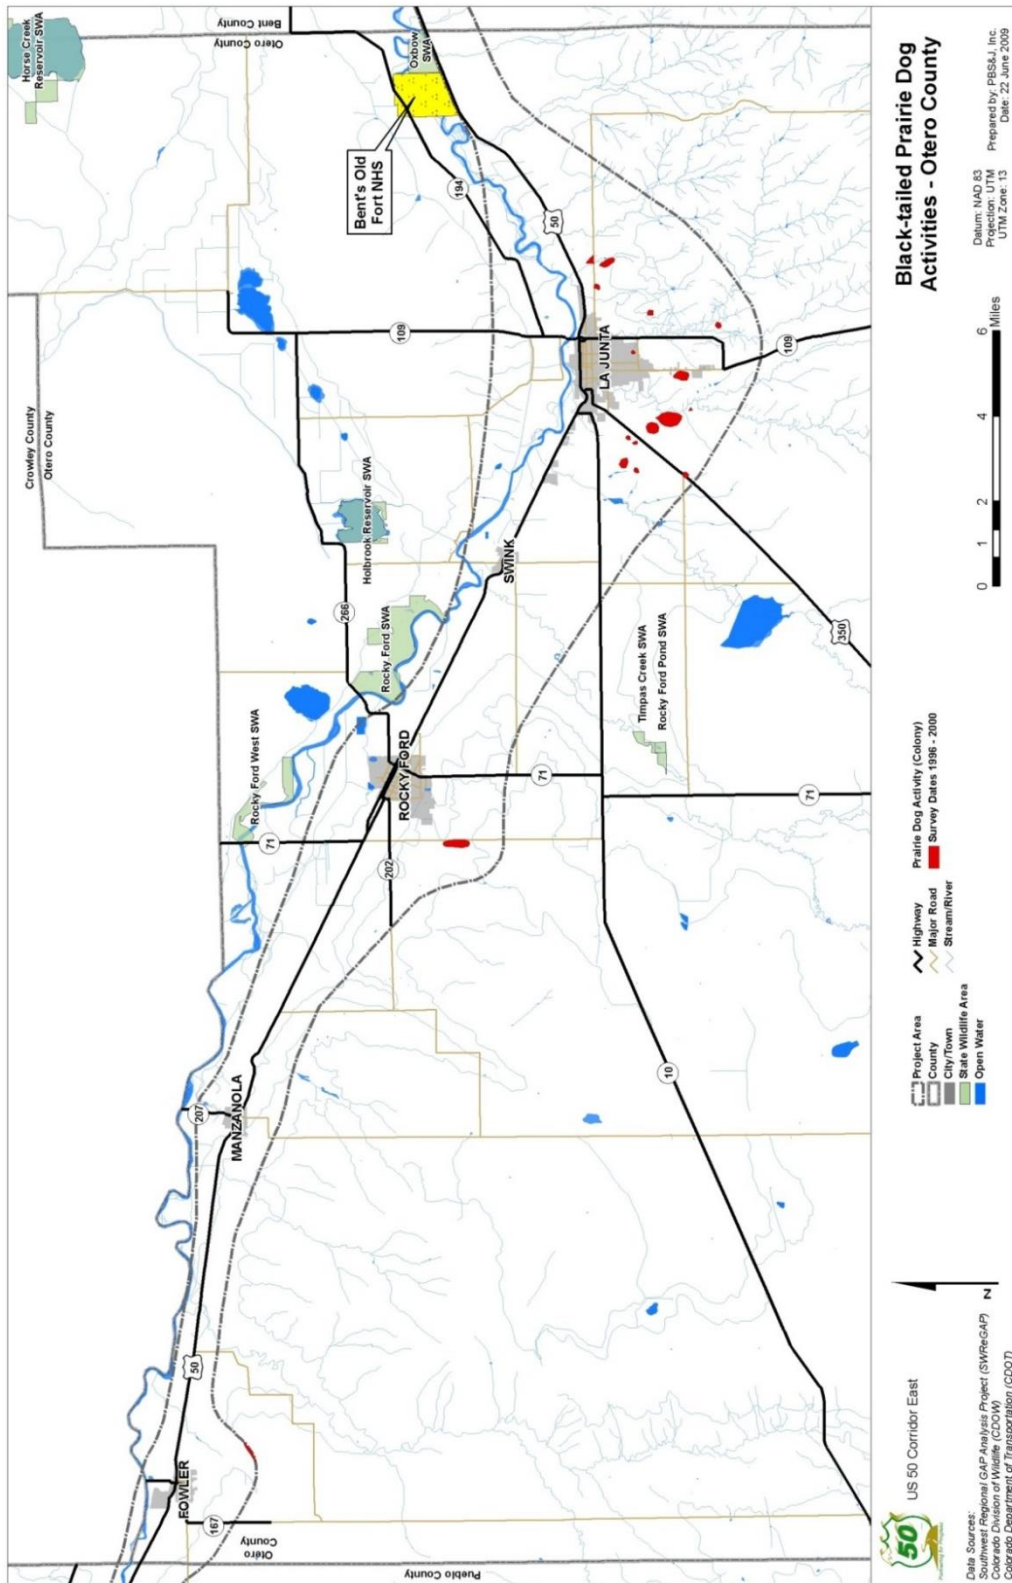 Horse Creek
Reservoir SWA
Bent County
Otero County
Oxbow
SWA
Bent's Old
Fort NHS
194
50
Crowley County
Otero County
109
LA JUNTA
109
Holbrook Reservoir SWA
266
Rocky Ford SWA
SWINK
350
Rocky Ford West SWA
Timpas Creek SWA
Rocky Ford Pond SWA
ROCKY FORD
71
71
71
202
10
207
MANZANOLA
50
FOWLER
167
Otero
County
Pueblo County
US 50 Corridor East
50
Data Sources:
Southwest Regional GAP Analysis Project (SWReGAP)
Colorado Division of Wildlife (CDOW)
Colorado Department of Transportation (CDOT)
N
Project Area
County
City/Town
State Wildlife Area
Open Water
Highway
Major Road
Stream/River
Prairie Dog Activity (Colony)
Survey Dates 1996 - 2000
0 1 2 4 6
Miles
Black-tailed Prairie Dog
Activities - Otero County
Datum: NAD 83
Projection: UTM
UTM Zone: 13
Prepared by: PBS&J, Inc.
Date: 22 June 2009